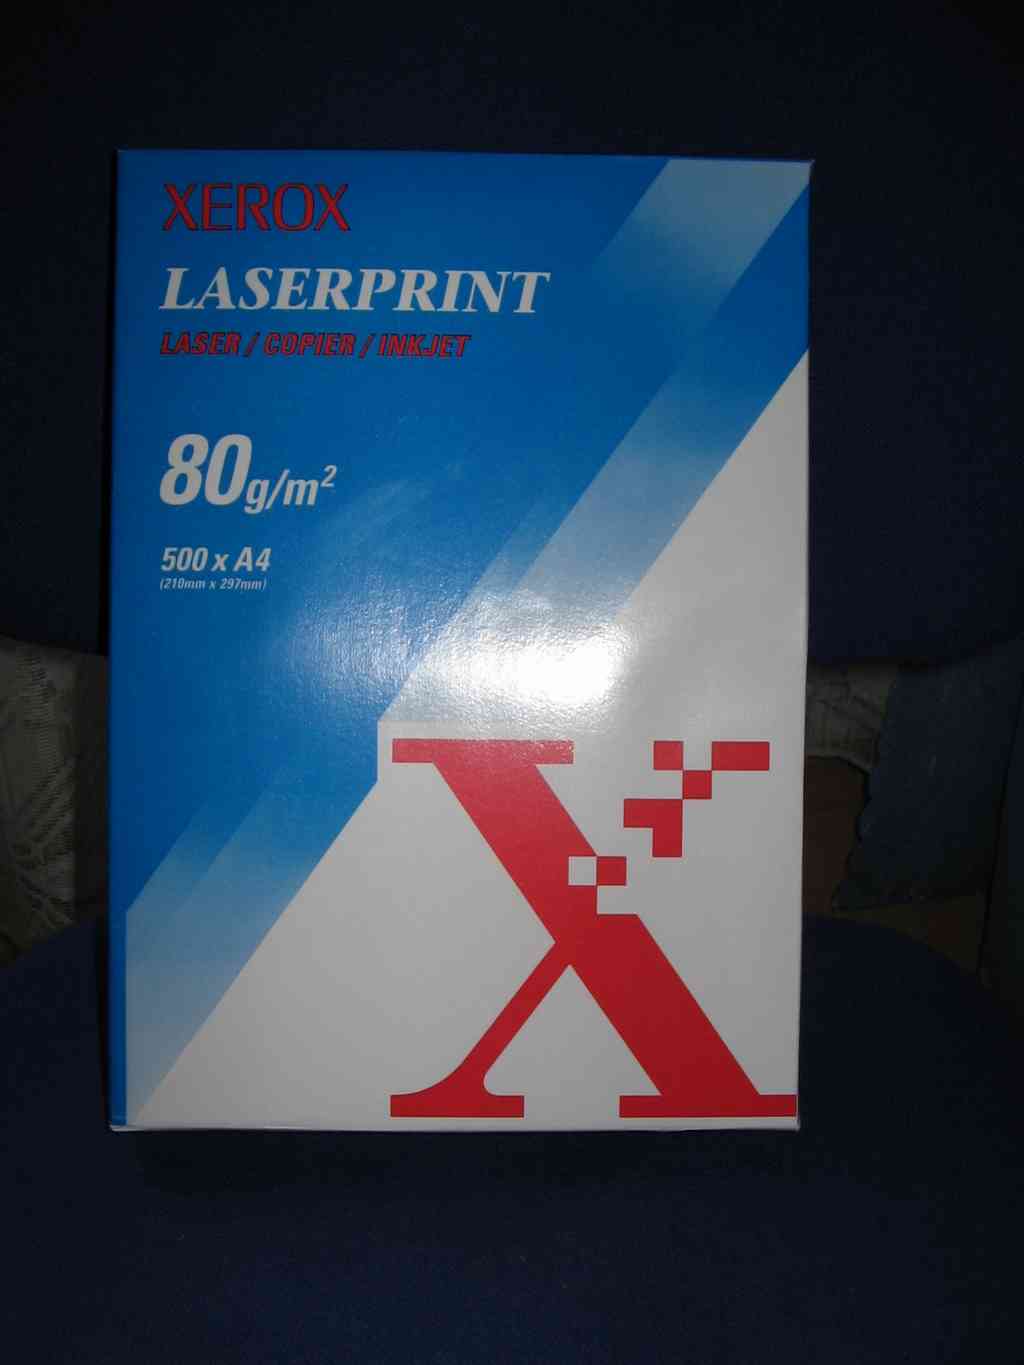 XEROX
LASERPRINT
LASER / COPIER / INKJET
80g/m²
500 x A4
(210mm x 297mm)
X